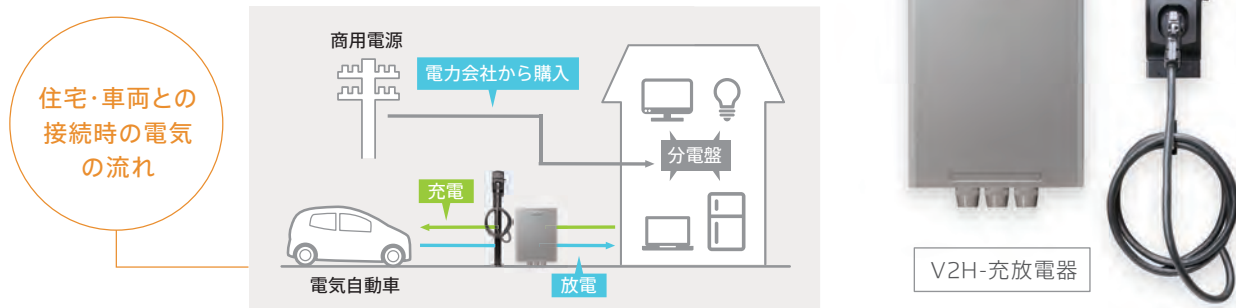 住宅・車両との
接続時の電気
の流れ
商用電源
電力会社から購入
分電盤
充電
電気自動車
放電
V2H-充放電器